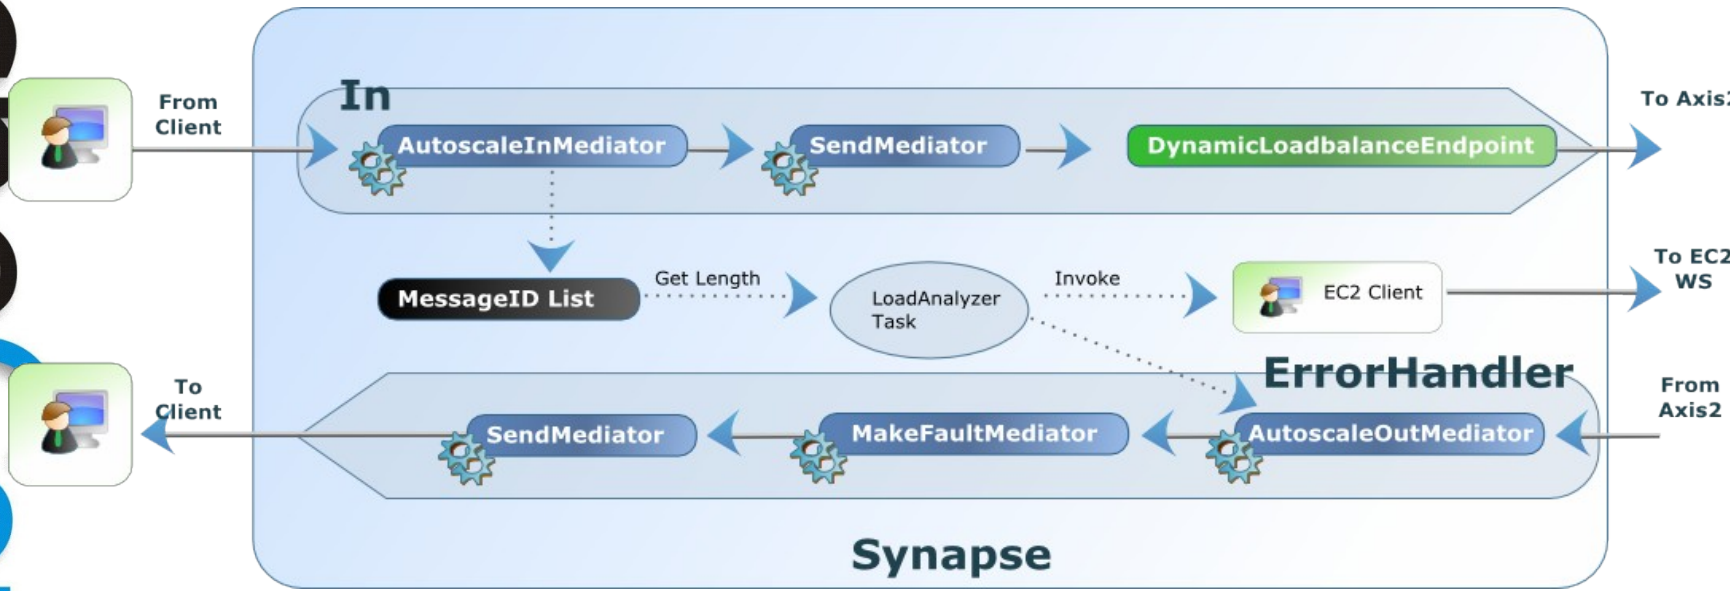 In
From
Client
AutoscaleInMediator
SendMediator
DynamicLoadbalanceEndpoint
To Axis2
MessageID List
Get Length
LoadAnalyzer
Task
Invoke
EC2 Client
To EC2
WS
ErrorHandler
To
Client
SendMediator
MakeFaultMediator
AutoscaleOutMediator
From
Axis2
Synapse